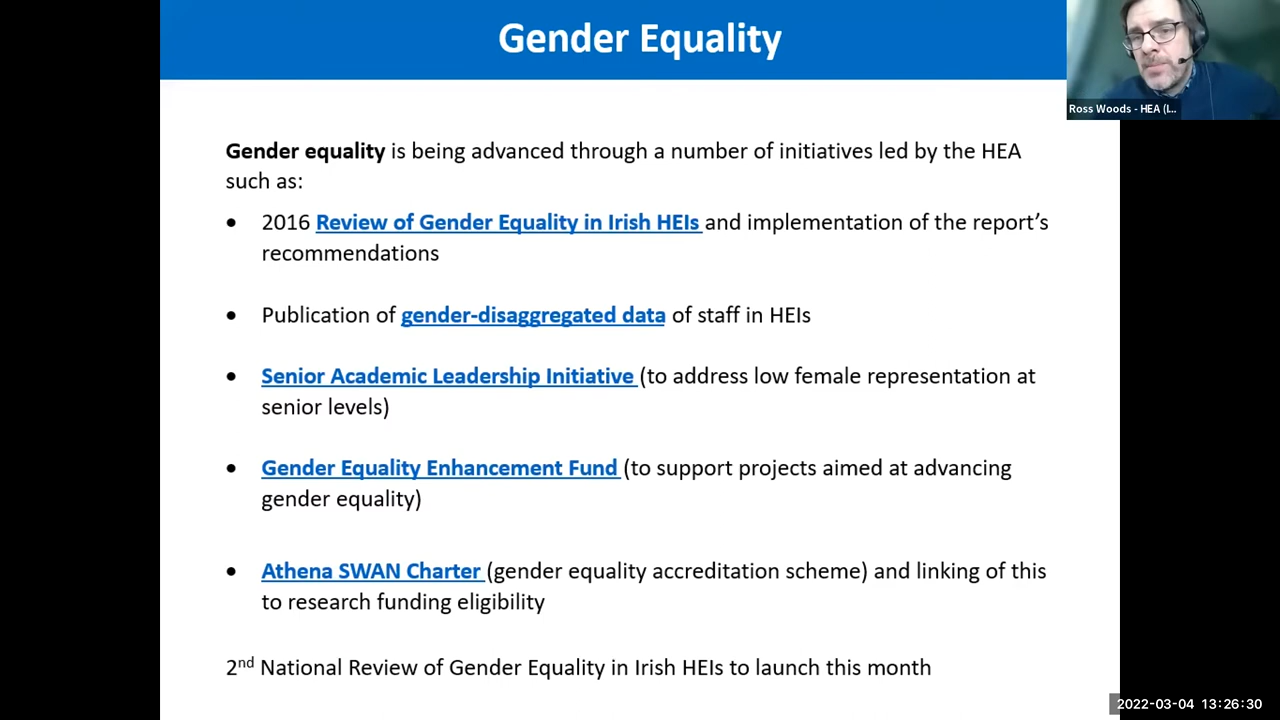 Gender Equality
Ross Woods - HEA (I...
Gender equality is being advanced through a number of initiatives led by the HEA
such as:
• 2016 Review of Gender Equality in Irish HEIs and implementation of the report’s
recommendations
• Publication of gender-disaggregated data of staff in HEIs
• Senior Academic Leadership Initiative (to address low female representation at
senior levels)
• Gender Equality Enhancement Fund (to support projects aimed at advancing
gender equality)
• Athena SWAN Charter (gender equality accreditation scheme) and linking of this
to research funding eligibility
2nd National Review of Gender Equality in Irish HEIs to launch this month
2022-03-04 13:26:30